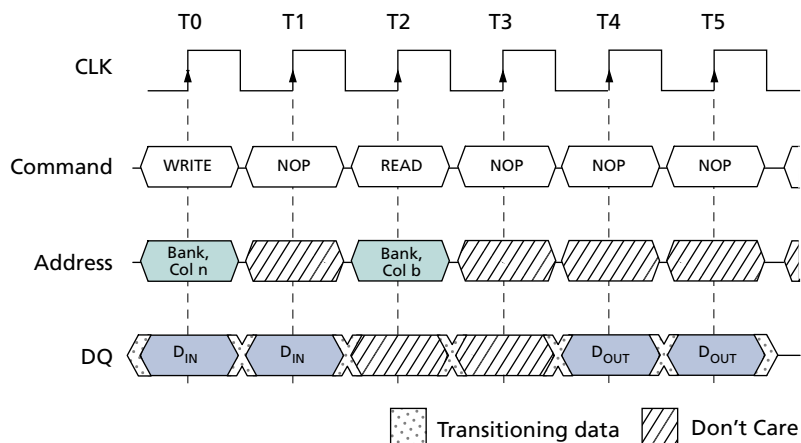 T0 T1 T2 T3 T4 T5
CLK
Command WRITE NOP READ NOP NOP NOP
Address Bank, Col n Bank, Col b
DQ DIN DIN DOUT DOUT
Transitioning data Don't Care